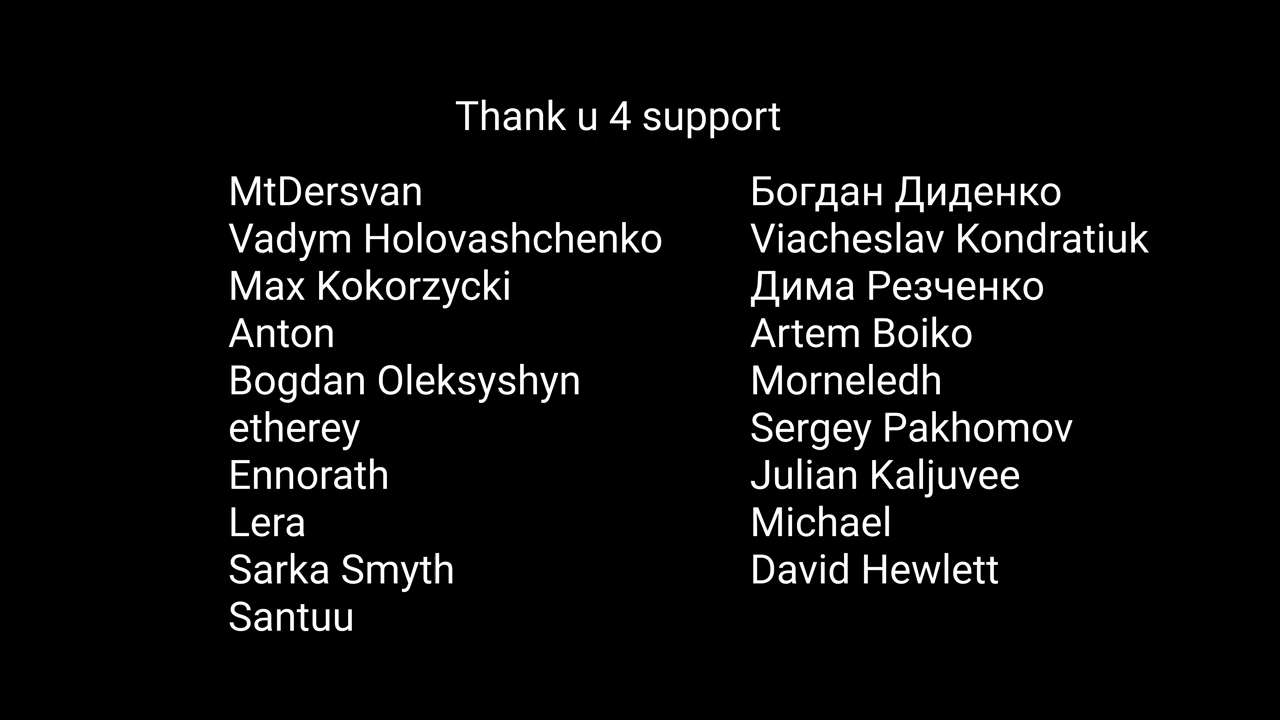 Thank u 4 support
MtDersvan
Vadym Holovashchenko
Max Kokorzycki
Anton
Bogdan Oleksyshyn
etherey
Ennorath
Lera
Sarka Smyth
Santuu
Богдан Диденко
Viacheslav Kondratiuk
Дима Резченко
Artem Boiko
Morneledh
Sergey Pakhomov
Julian Kaljuvee
Michael
David Hewlett